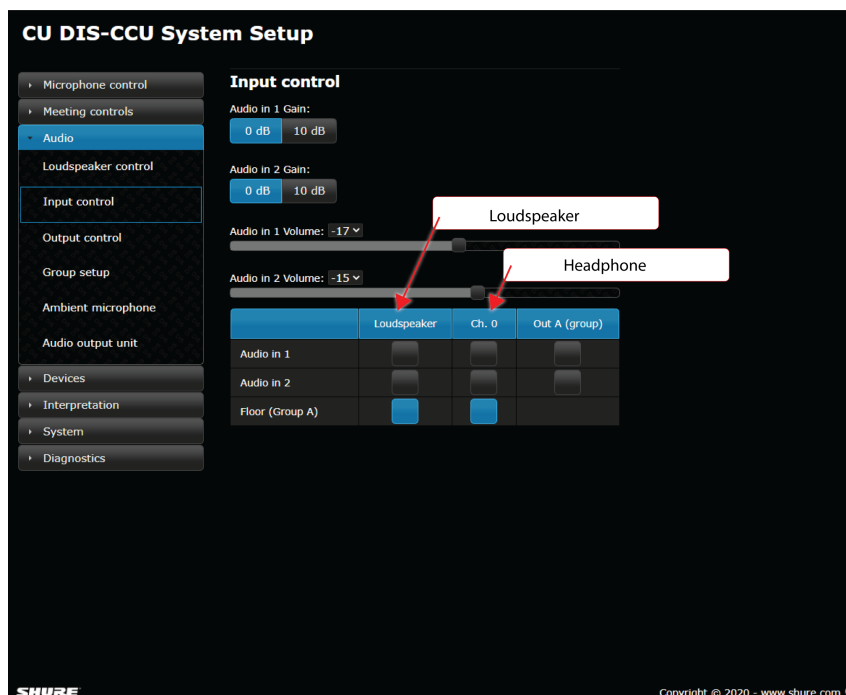 CU DIS-CCU System Setup
Microphone control
Meeting controls
Audio
Loudspeaker control
Input control
Output control
Group setup
Ambient microphone
Audio output unit
Devices
Interpretation
System
Diagnostics
Input control
Audio in 1 Gain:
0 dB 10 dB
Audio in 2 Gain:
0 dB 10 dB
Loudspeaker
Audio in 1 Volume: -17
Headphone
Audio in 2 Volume: -15
Loudspeaker Ch. 0 Out A (group)
Audio in 1
Audio in 2
Floor (Group A)
SHURE
Copyright © 2020 - www shure com